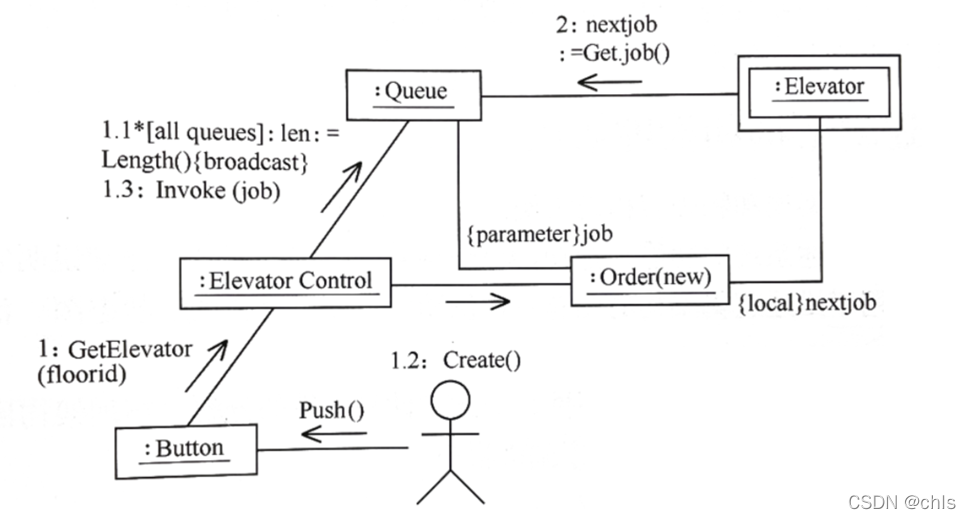 2: nextjob
: =Get.job()
:Queue
:Elevator
1.1*[all queues]: len: =
Length(){broadcast}
1.3: Invoke (job)
{parameter}job
:Elevator Control
:Order(new)
{local}nextjob
1: GetElevator
(floorid)
1.2: Create()
Push()
:Button
CSDN @chls